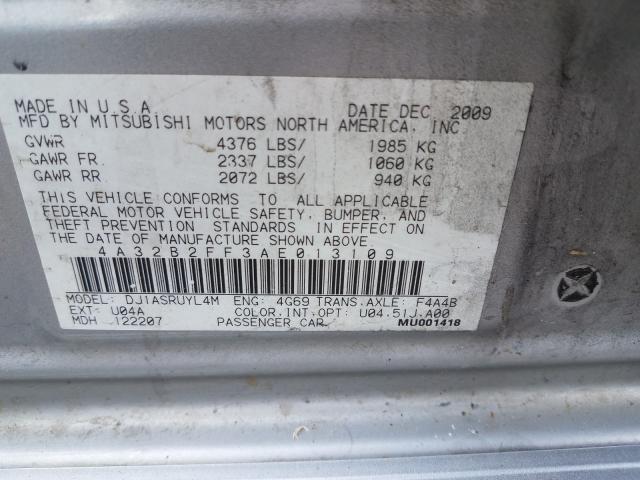 MADE IN U.S.A DATE DEC 2009
MFD BY MITSUBISHI MOTORS NORTH AMERICA, INC
GVWR 4376 LBS/ 1985 KG
GAWR FR. 2337 LBS/ 1060 KG
GAWR RR 2072 LBS/ 940 KG
THIS VEHICLE CONFORMS TO ALL APPLICABLE
FEDERAL MOTOR VEHICLE SAFETY, BUMPER, AND
THEFT PREVENTION STANDARDS IN EFFECT ON
THE DATE OF MANUFACTURE SHOWN ABOVE.
4A32B2FF3AE013109
MODEL: DJ1ASRUYL4M ENG: 4G69 TRANS.AXLE: F4A4B
EXT: U04A COLOR.INT.OPT: U04.51J.A00
MDH 122207 PASSENGER CAR MU001418